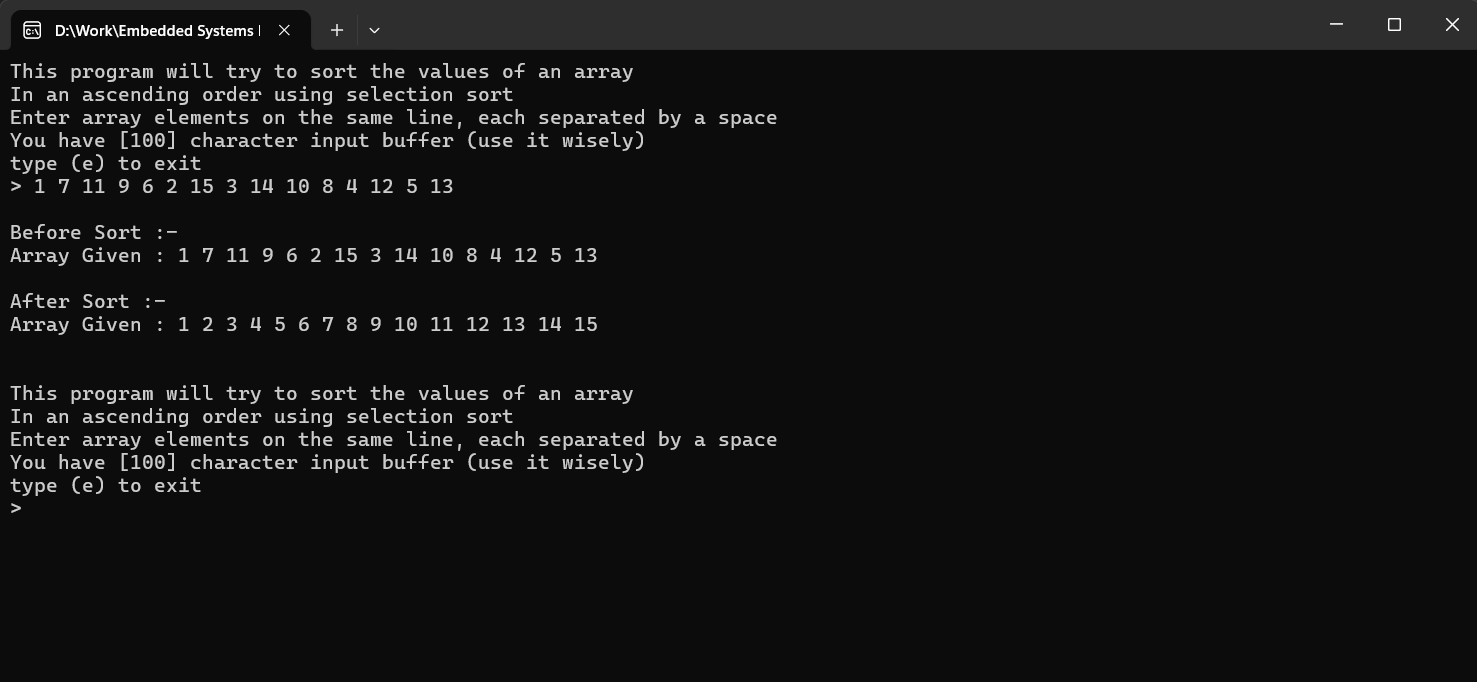 D:\Work\Embedded Systems
This program will try to sort the values of an array
In an ascending order using selection sort
Enter array elements on the same line, each separated by a space
You have [100] character input buffer (use it wisely)
type (e) to exit
> 1 7 11 9 6 2 15 3 14 10 8 4 12 5 13
Before Sort :-
Array Given : 1 7 11 9 6 2 15 3 14 10 8 4 12 5 13
After Sort :-
Array Given : 1 2 3 4 5 6 7 8 9 10 11 12 13 14 15
This program will try to sort the values of an array
In an ascending order using selection sort
Enter array elements on the same line, each separated by a space
You have [100] character input buffer (use it wisely)
type (e) to exit
>